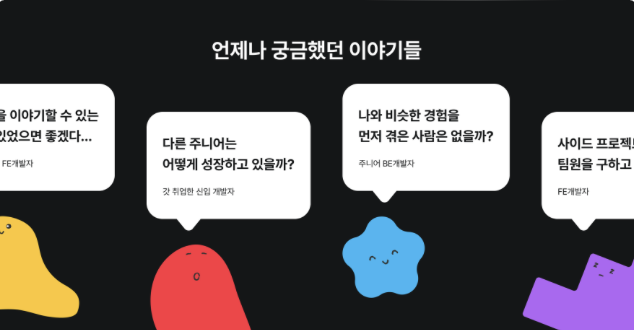 언제나 궁금했던 이야기들
을 이야기할 수 있는
있었으면 좋겠다...
FE개발자
다른 주니어는
어떻게 성장하고 있을까?
갓 취업한 신입 개발자
나와 비슷한 경험을
먼저 겪은 사람은 없을까?
주니어 BE개발자
사이드 프로젝
팀원을 구하고
FE개발자